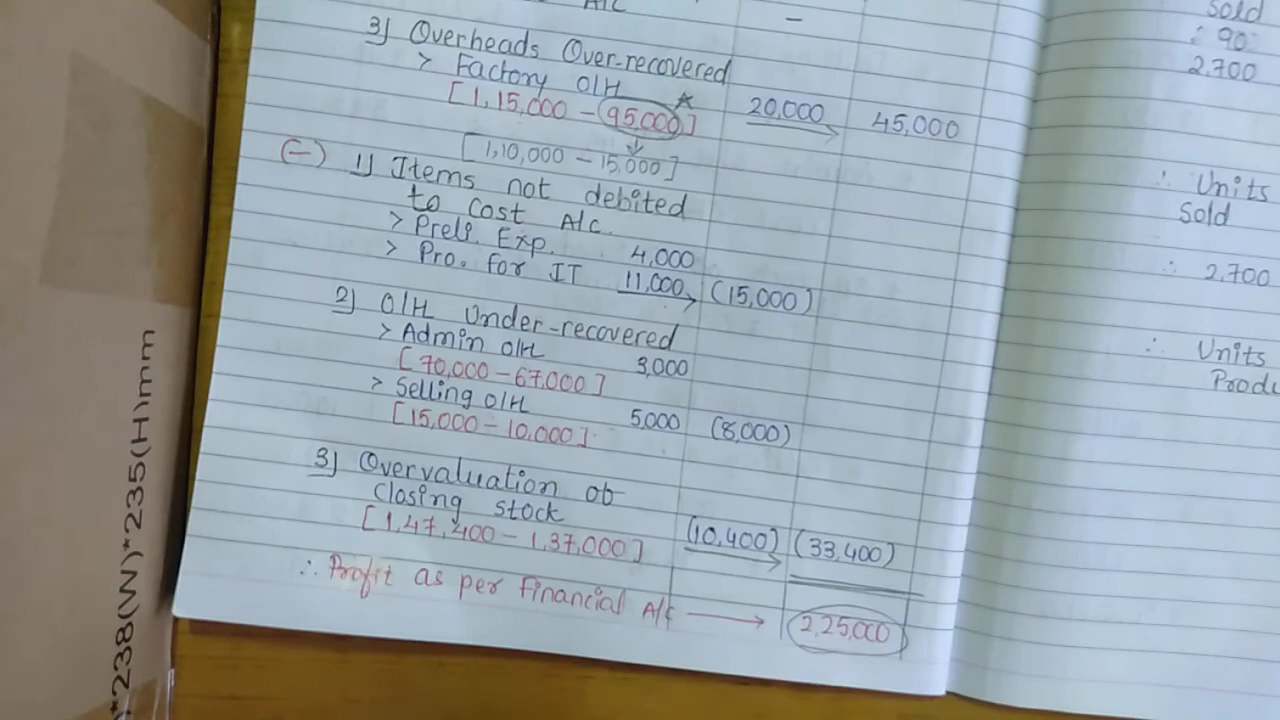 A/C
-
3) Overheads Over-recovered
> Factory O/H
[1,15,000 - 95,000] 20,000 45,000
[1,10,000 - 15,000]
(-) 1) Items not debited
to cost A/c.
> Preli. Exp. 4,000
> Pro. for IT 11,000 (15,000)
2) O/H Under-recovered
> Admin O/H 3,000
[70,000 - 67,000]
> Selling O/H 5,000 (8,000)
[15,000 - 10,000]
3) Overvaluation of
closing stock
[1,47,400 - 1,37,000] (10,400) (33,400)
∴ Profit as per Financial A/c → 2,25,000
Sold
∴ 90
2,700
∴ Units
Sold
∴ 2,700
∴ Units
*238(W)*235(H)mm